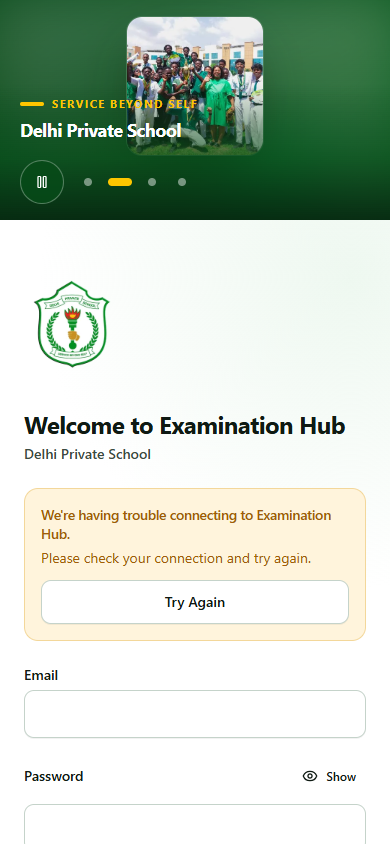 SERVICE BEYOND SELF
Delhi Private School
Welcome to Examination Hub
Delhi Private School
We're having trouble connecting to Examination
Hub.
Please check your connection and try again.
Try Again
Email
Password
Show